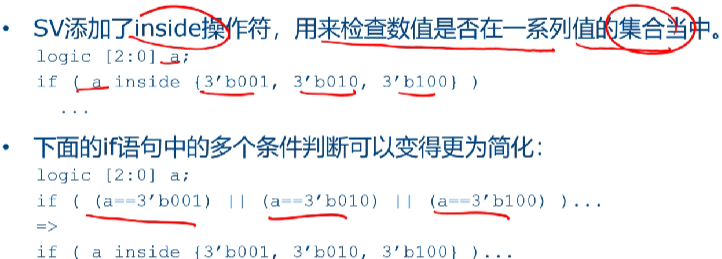 • SV添加了inside操作符，用来检查数值是否在一系列值的集合当中。
logic [2:0] a;
if ( a inside {3'b001, 3'b010, 3'b100} )
...
• 下面的if语句中的多个条件判断可以变得更为简化：
logic [2:0] a;
if ( (a==3'b001) || (a==3'b010) || (a==3'b100) )...
=>
if ( a inside {3'b001, 3'b010, 3'b100} )...